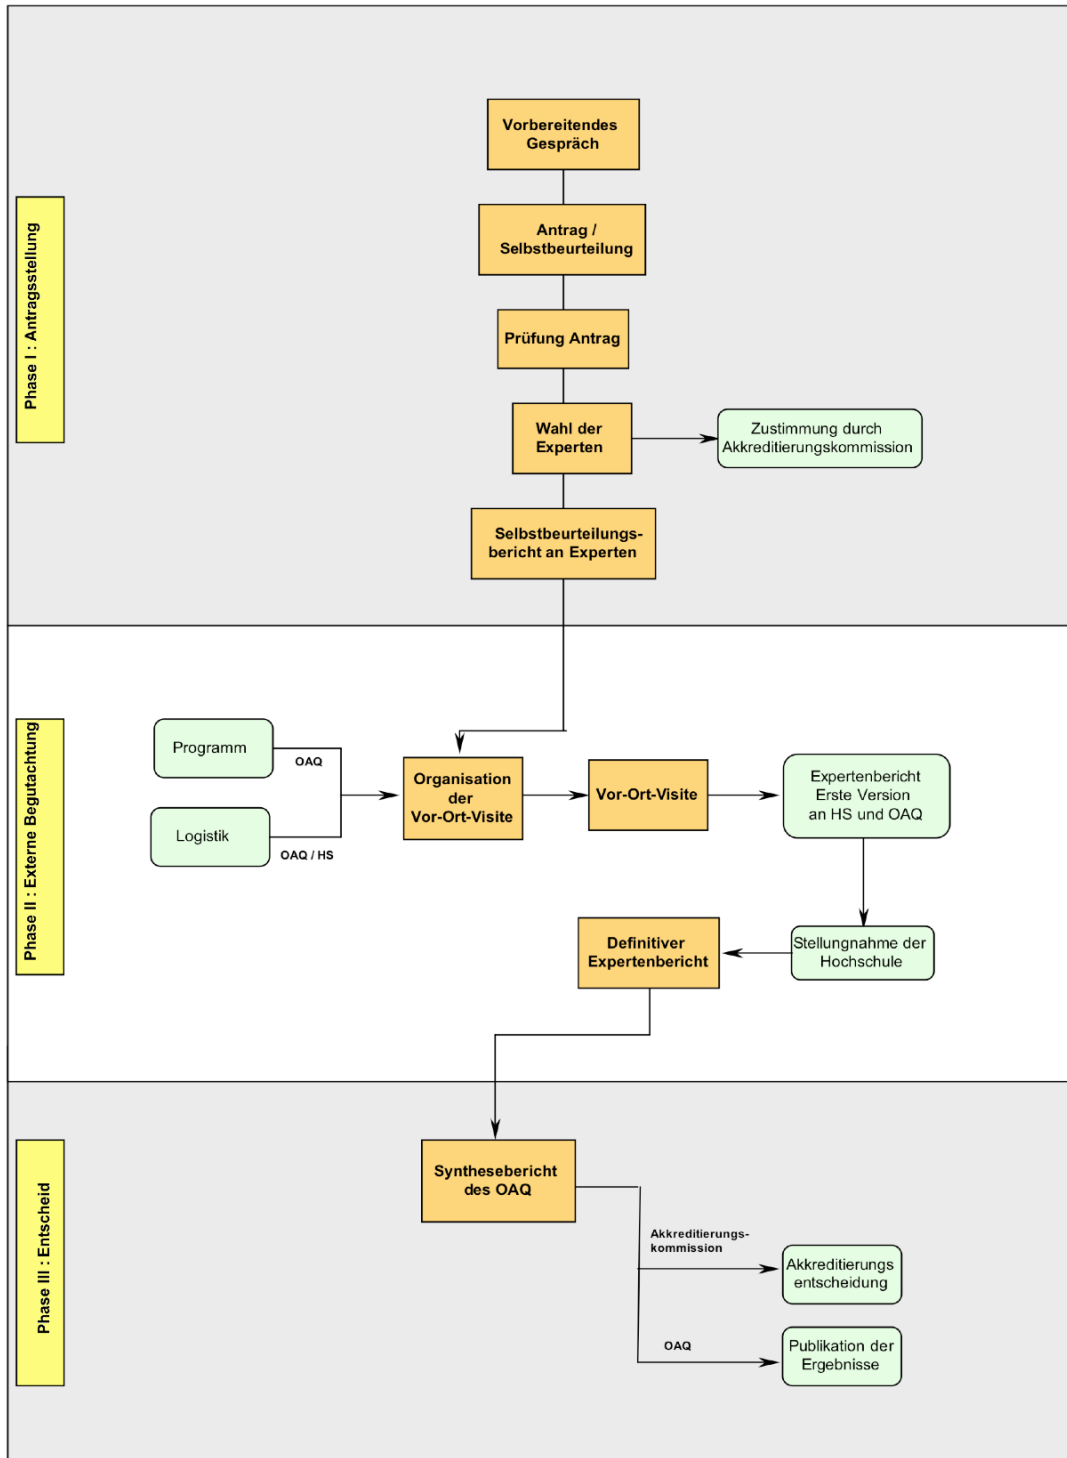 Phase I : Antragsstellung
Vorbereitendes
Gespräch
Antrag /
Selbstbeurteilung
Prüfung Antrag
Wahl der
Experten
Zustimmung durch
Akkreditierungskommission
Selbstbeurteilungs-
bericht an Experten
Phase II : Externe Begutachtung
Programm
OAQ
Logistik
OAQ / HS
Organisation
der
Vor-Ort-Visite
Vor-Ort-Visite
Expertenbericht
Erste Version
an HS und OAQ
Stellungnahme der
Hochschule
Definitiver
Expertenbericht
Phase III : Entscheid
Synthesebericht
des OAQ
Akkreditierungs-
kommission
Akkreditierungs
entscheidung
OAQ
Publikation der
Ergebnisse